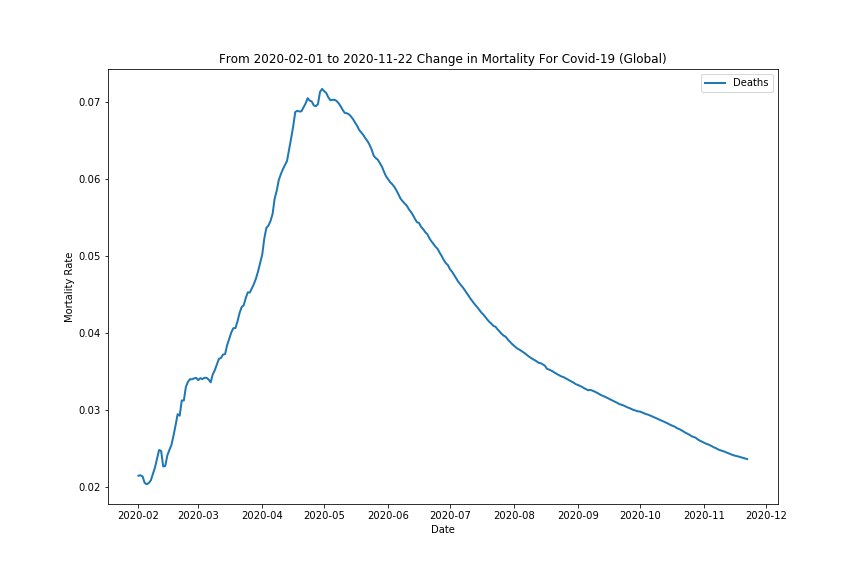 From 2020-02-01 to 2020-11-22 Change in Mortality For Covid-19 (Global)
Deaths
Mortality Rate
0.07
0.06
0.05
0.04
0.03
0.02
2020-02 2020-03 2020-04 2020-05 2020-06 2020-07 2020-08 2020-09 2020-10 2020-11 2020-12
Date